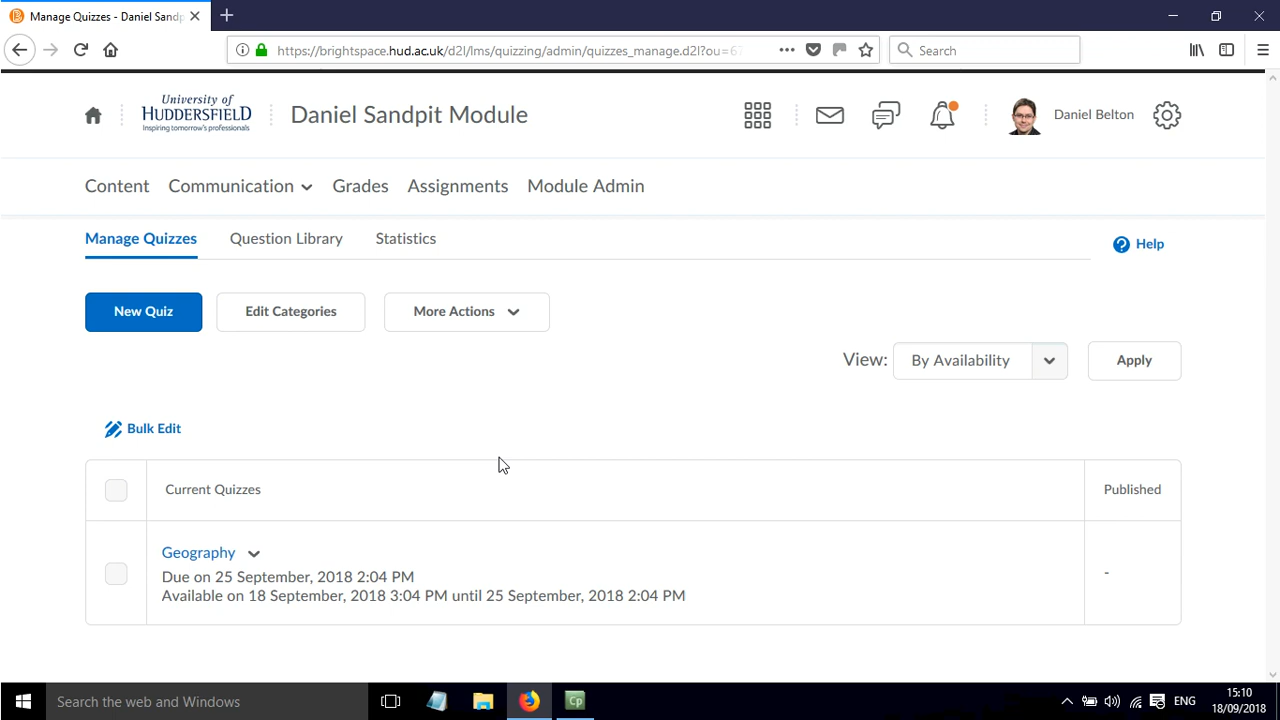 Manage Quizzes - Daniel Sandp
https://brightspace.hud.ac.uk/d2l/lms/quizzing/admin/quizzes_manage.d2l?ou=67
Search
University of
HUDDERSFIELD
Inspiring tomorrow's professionals
Daniel Sandpit Module
Daniel Belton
Content
Communication
Grades
Assignments
Module Admin
Manage Quizzes
Question Library
Statistics
Help
New Quiz
Edit Categories
More Actions
View:
By Availability
Apply
Bulk Edit
Current Quizzes
Published
Geography
Due on 25 September, 2018 2:04 PM
Available on 18 September, 2018 3:04 PM until 25 September, 2018 2:04 PM
-
Search the web and Windows
Cp
ENG
15:10
18/09/2018